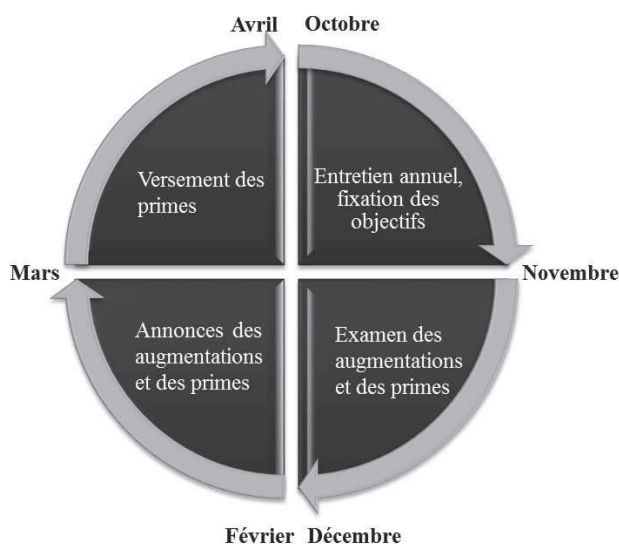 Avril Octobre
Versement des
primes
Entretien annuel,
fixation des
objectifs
Mars
Novembre
Annonces des
augmentations
et des primes
Examen des
augmentations
et des primes
Février Décembre